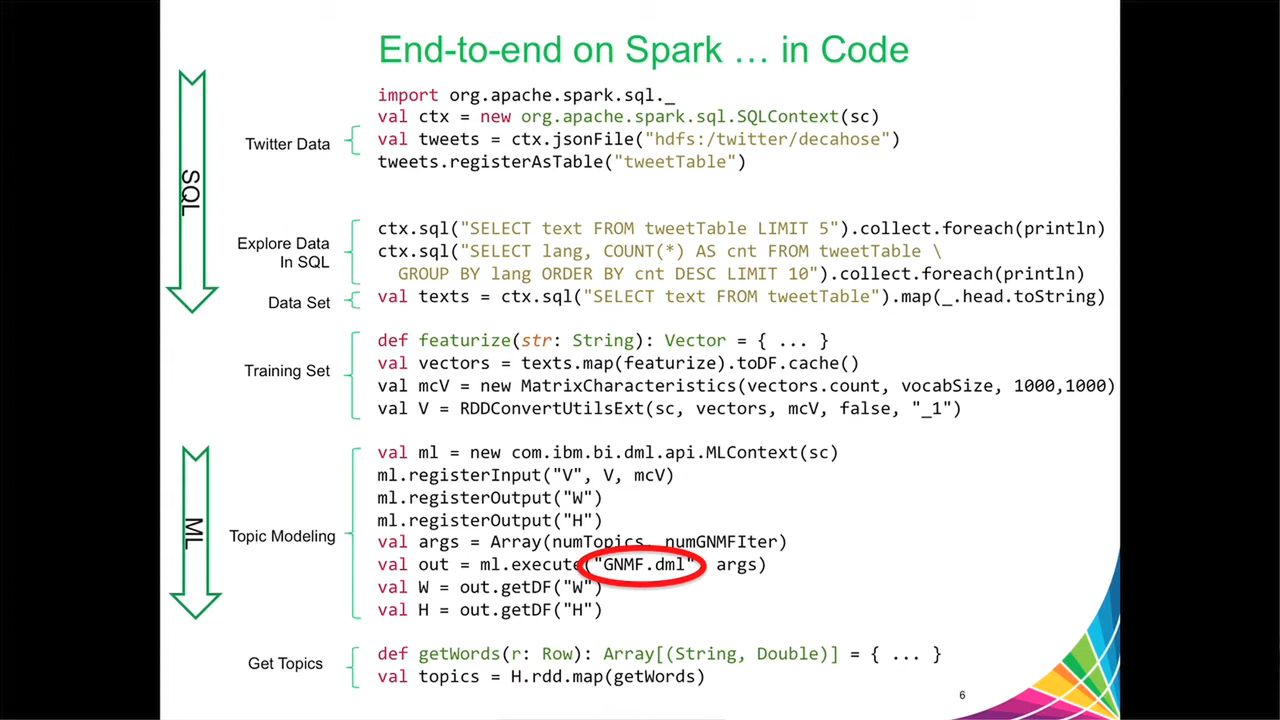 End-to-end on Spark … in Code
SQL
Twitter Data
import org.apache.spark.sql._
val ctx = new org.apache.spark.sql.SQLContext(sc)
val tweets = ctx.jsonFile("hdfs:/twitter/decahose")
tweets.registerAsTable("tweetTable")
Explore Data
In SQL
ctx.sql("SELECT text FROM tweetTable LIMIT 5").collect.foreach(println)
ctx.sql("SELECT lang, COUNT(*) AS cnt FROM tweetTable \
GROUP BY lang ORDER BY cnt DESC LIMIT 10").collect.foreach(println)
Data Set
val texts = ctx.sql("SELECT text FROM tweetTable").map(_.head.toString)
Training Set
def featurize(str: String): Vector = { ... }
val vectors = texts.map(featurize).toDF.cache()
val mcV = new MatrixCharacteristics(vectors.count, vocabSize, 1000,1000)
val V = RDDConvertUtilsExt(sc, vectors, mcV, false, "_1")
ML
Topic Modeling
val ml = new com.ibm.bi.dml.api.MLContext(sc)
ml.registerInput("V", V, mcV)
ml.registerOutput("W")
ml.registerOutput("H")
val args = Array(numTopics, numGNMFIter)
val out = ml.execute("GNMF.dml", args)
val W = out.getDF("W")
val H = out.getDF("H")
Get Topics
def getWords(r: Row): Array[(String, Double)] = { ... }
val topics = H.rdd.map(getWords)
6